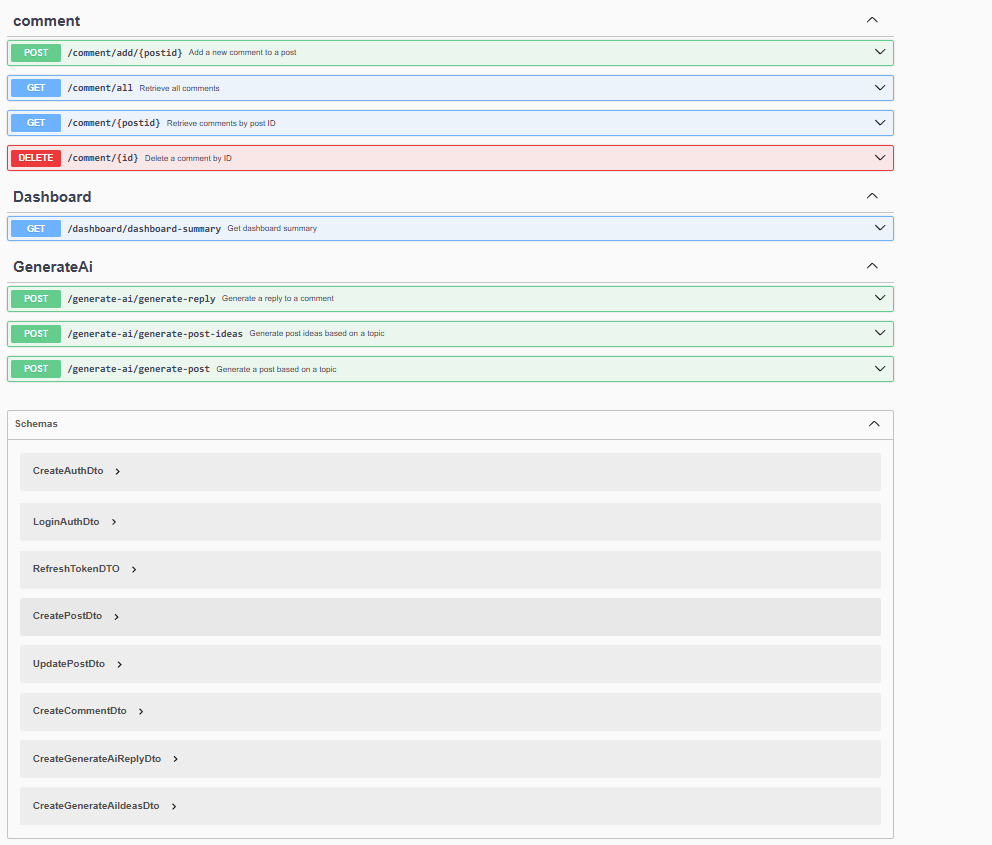 comment
POST /comment/add/{postid} Add a new comment to a post
GET /comment/all Retrieve all comments
GET /comment/{postid} Retrieve comments by post ID
DELETE /comment/{id} Delete a comment by ID
Dashboard
GET /dashboard/dashboard-summary Get dashboard summary
GenerateAi
POST /generate-ai/generate-reply Generate a reply to a comment
POST /generate-ai/generate-post-ideas Generate post ideas based on a topic
POST /generate-ai/generate-post Generate a post based on a topic
Schemas
CreateAuthDto
LoginAuthDto
RefreshTokenDTO
CreatePostDto
UpdatePostDto
CreateCommentDto
CreateGenerateAiReplyDto
CreateGenerateAiIdeasDto